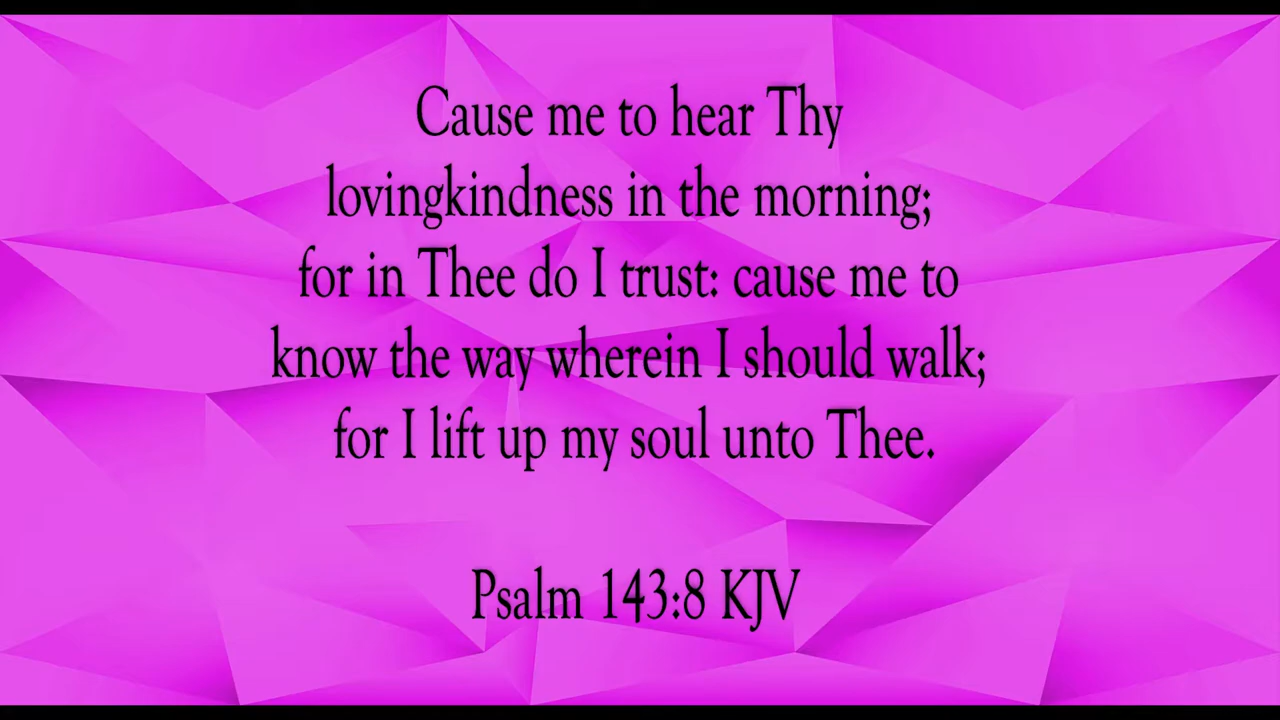 Cause me to hear Thy
lovingkindness in the morning;
for in Thee do I trust: cause me to
know the way wherein I should walk;
for I lift up my soul unto Thee.
Psalm 143:8 KJV